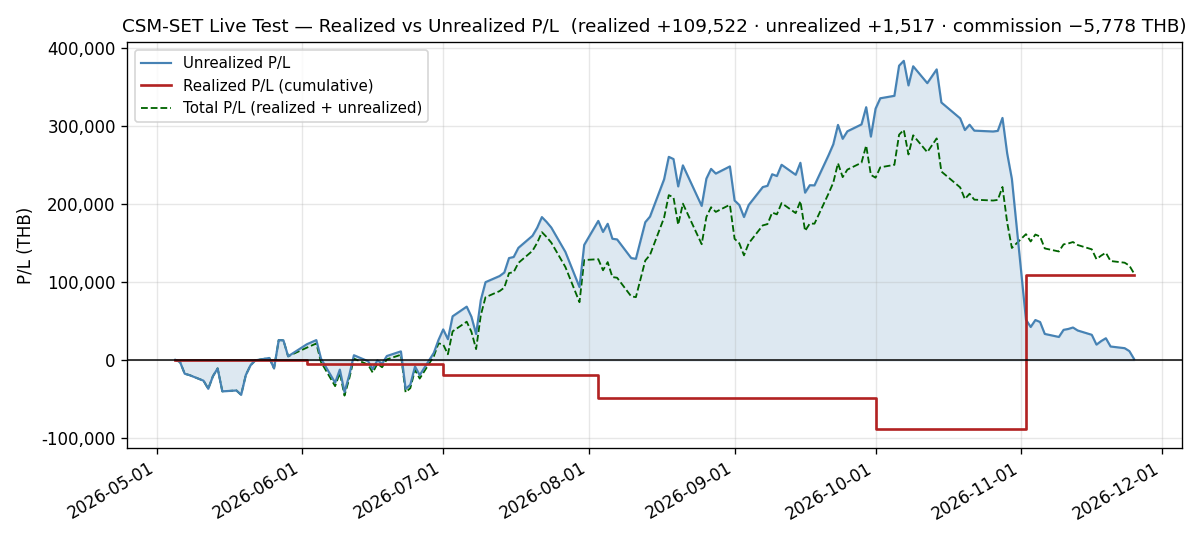 CSM-SET Live Test — Realized vs Unrealized P/L  (realized +109,522 · unrealized +1,517 · commission −5,778 THB)
Unrealized P/L
Realized P/L (cumulative)
Total P/L (realized + unrealized)
P/L (THB)
400,000
300,000
200,000
100,000
0
-100,000
2026-05-01
2026-06-01
2026-07-01
2026-08-01
2026-09-01
2026-10-01
2026-11-01
2026-12-01